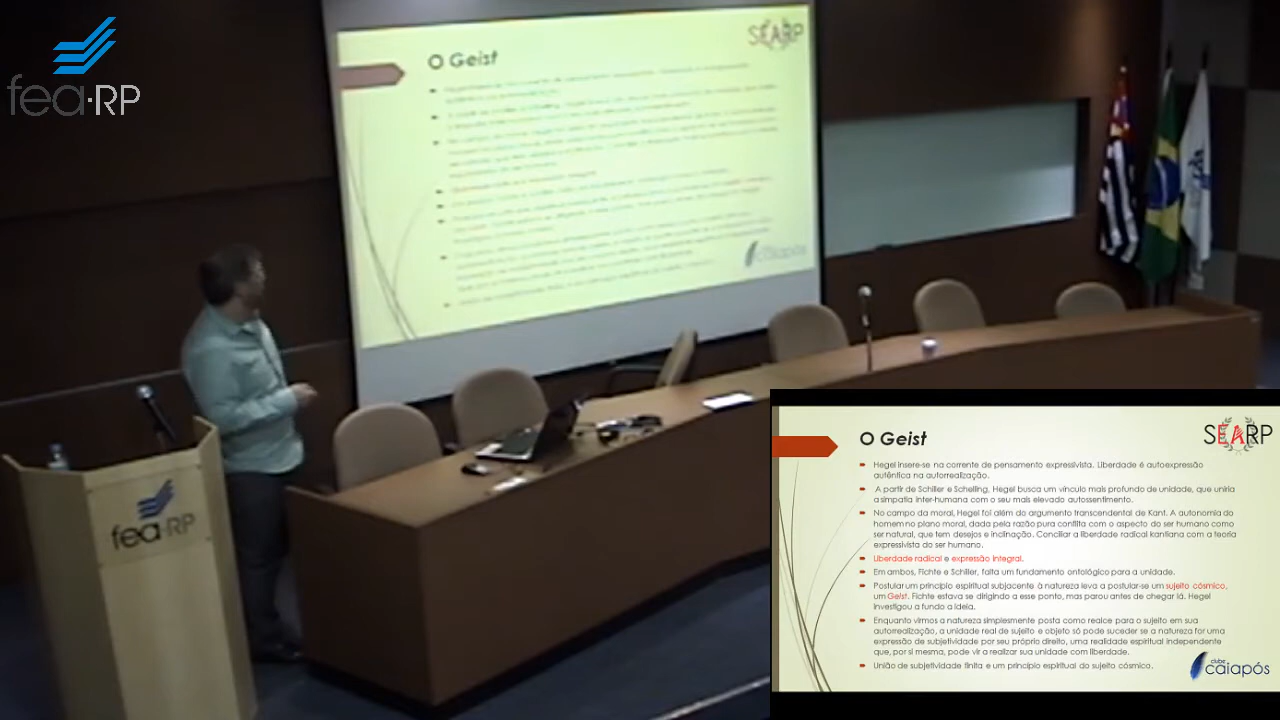 fea·RP
O Geist
SEARP
caiapós
fea·RP
O Geist
SEARP
Hegel insere-se na corrente de pensamento expressivista. Liberdade é autoexpressão
autêntica na autorrealização.
A partir de Schiller e Schelling, Hegel busca um vínculo mais profundo de unidade, que uniria
a simpatia inter-humana com o seu mais elevado autossentimento.
No campo da moral, Hegel foi além do argumento transcendental de Kant. A autonomia do
homem no plano moral, dada pela razão pura conflita com o aspecto do ser humano como
ser natural, que tem desejos e inclinação. Conciliar a liberdade radical kantiana com a teoria
expressivista do ser humano.
Liberdade radical e expressão integral.
Em ambos, Fichte e Schiller, falta um fundamento ontológico para a unidade.
Postular um princípio espiritual subjacente à natureza leva a postular-se um sujeito cósmico,
um Geist. Fichte estava se dirigindo a esse ponto, mas parou antes de chegar lá. Hegel
investigou a fundo a ideia.
Enquanto virmos a natureza simplesmente posta como realce para o sujeito em sua
autorrealização, a unidade real de sujeito e objeto só pode suceder se a natureza for uma
expressão de subjetividade por seu próprio direito, uma realidade espiritual independente
que, por si mesma, pode vir a realizar sua unidade com liberdade.
União de subjetividade finita e um princípio espiritual do sujeito cósmico.
clube
caiapós